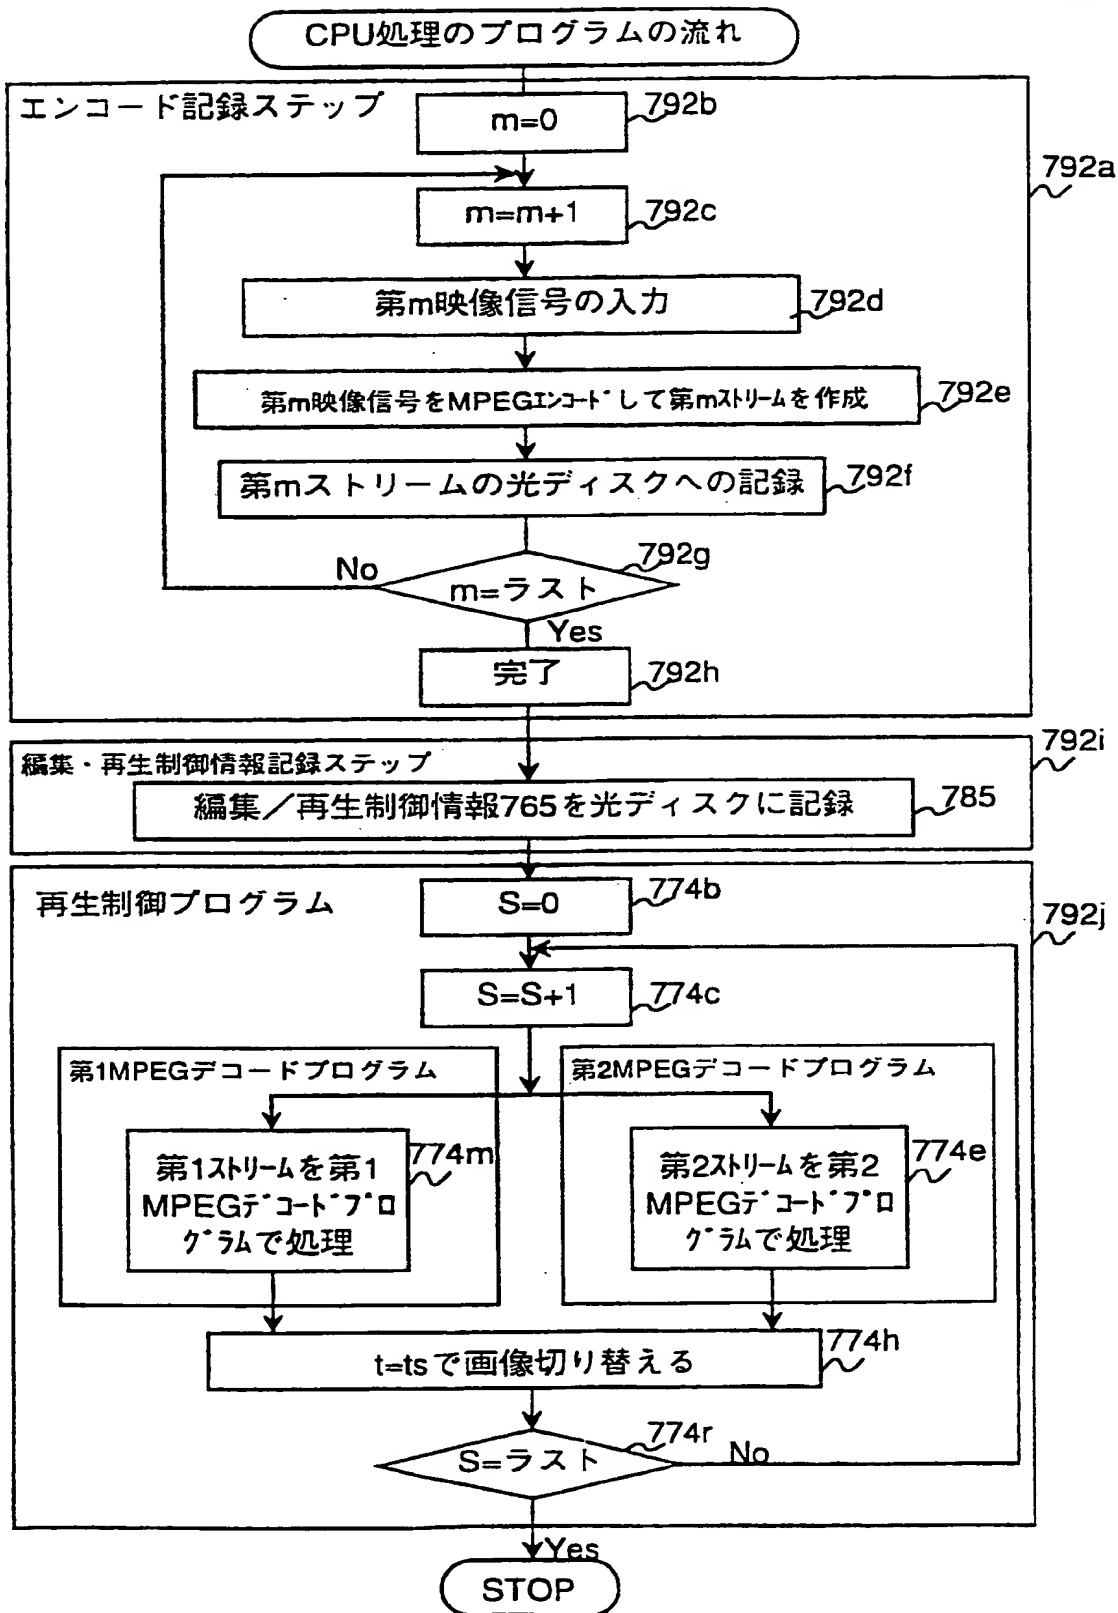 CPU処理のプログラムの流れ
エンコード記録ステップ
m=0
792b
792a
m=m+1
792c
第m映像信号の入力
792d
第m映像信号をMPEGｴﾝｺｰﾄﾞして第mｽﾄﾘｰﾑを作成
792e
第mストリームの光ディスクへの記録
792f
792g
No
m=ラスト
Yes
完了
792h
792i
編集・再生制御情報記録ステップ
編集／再生制御情報765を光ディスクに記録
785
再生制御プログラム
S=0
774b
792j
S=S+1
774c
第1MPEGデコードプログラム
第1ｽﾄﾘｰﾑを第1
MPEGﾃﾞｺｰﾄﾞﾌﾟﾛ
ｸﾞﾗﾑで処理
774m
第2MPEGデコードプログラム
第2ｽﾄﾘｰﾑを第2
MPEGﾃﾞｺｰﾄﾞﾌﾟﾛ
ｸﾞﾗﾑで処理
774e
t=tsで画像切り替える
774h
774r
S=ラスト
No
Yes
STOP